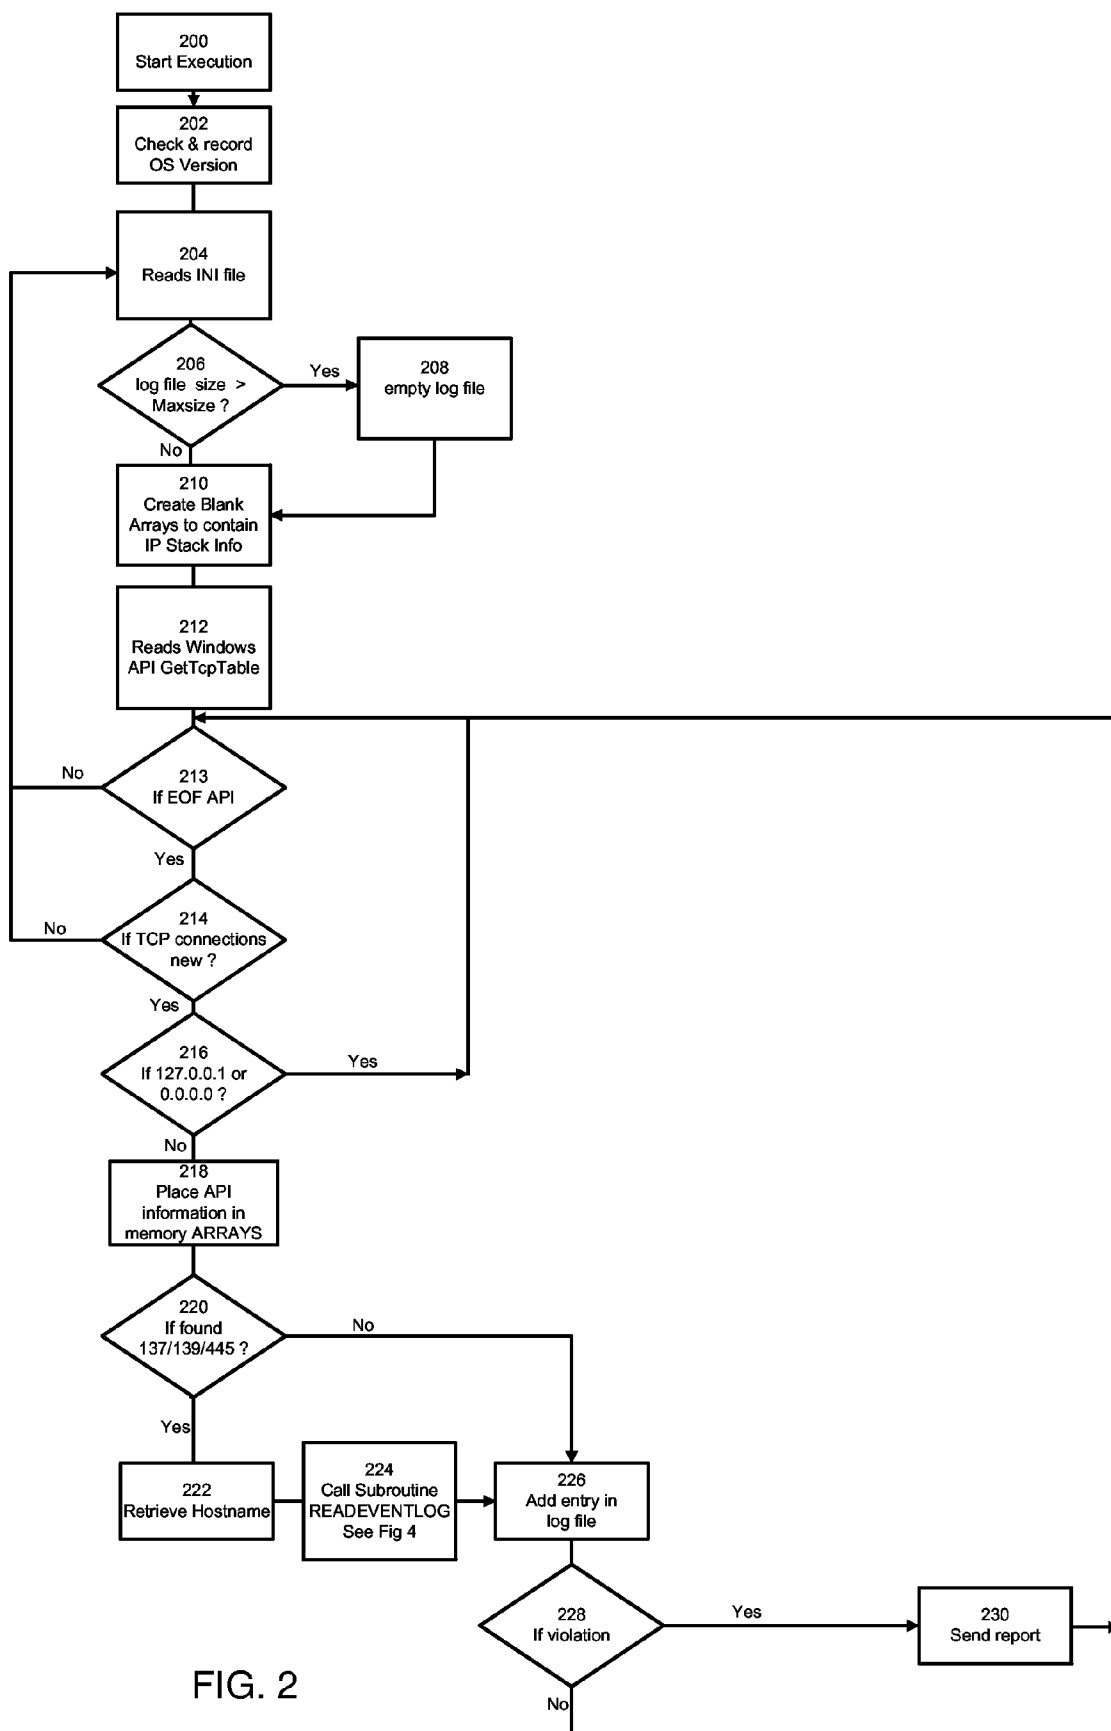 200
Start Execution
202
Check & record
OS Version
204
Reads INI file
206
log file size >
Maxsize ?
Yes
208
empty log file
No
210
Create Blank
Arrays to contain
IP Stack Info
212
Reads Windows
API GetTcpTable
No
213
If EOF API
Yes
No
214
If TCP connections
new ?
Yes
216
If 127.0.0.1 or
0.0.0.0 ?
Yes
No
218
Place API
information in
memory ARRAYS
220
If found
137/139/445 ?
No
Yes
222
Retrieve Hostname
224
Call Subroutine
READEVENTLOG
See Fig 4
226
Add entry in
log file
228
If violation
Yes
230
Send report
No
FIG. 2